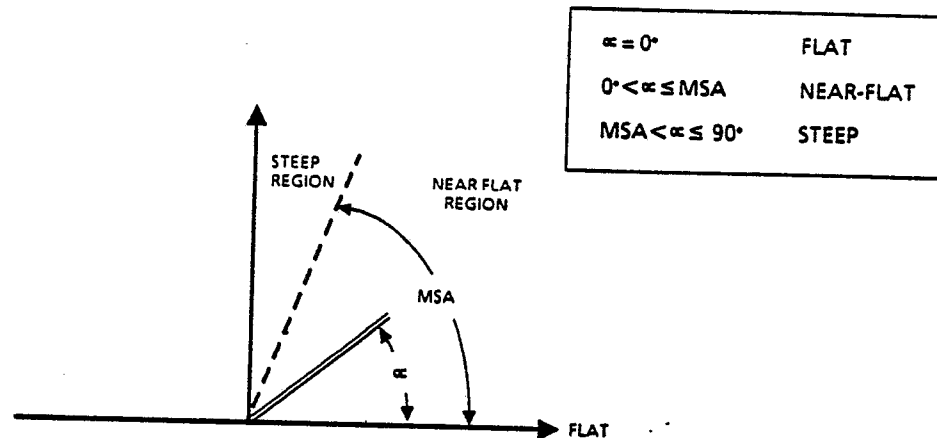 ∝ = 0° FLAT
0° < ∝ ≤ MSA NEAR-FLAT
MSA < ∝ ≤ 90° STEEP
STEEP
REGION
NEAR FLAT
REGION
MSA
∝
FLAT